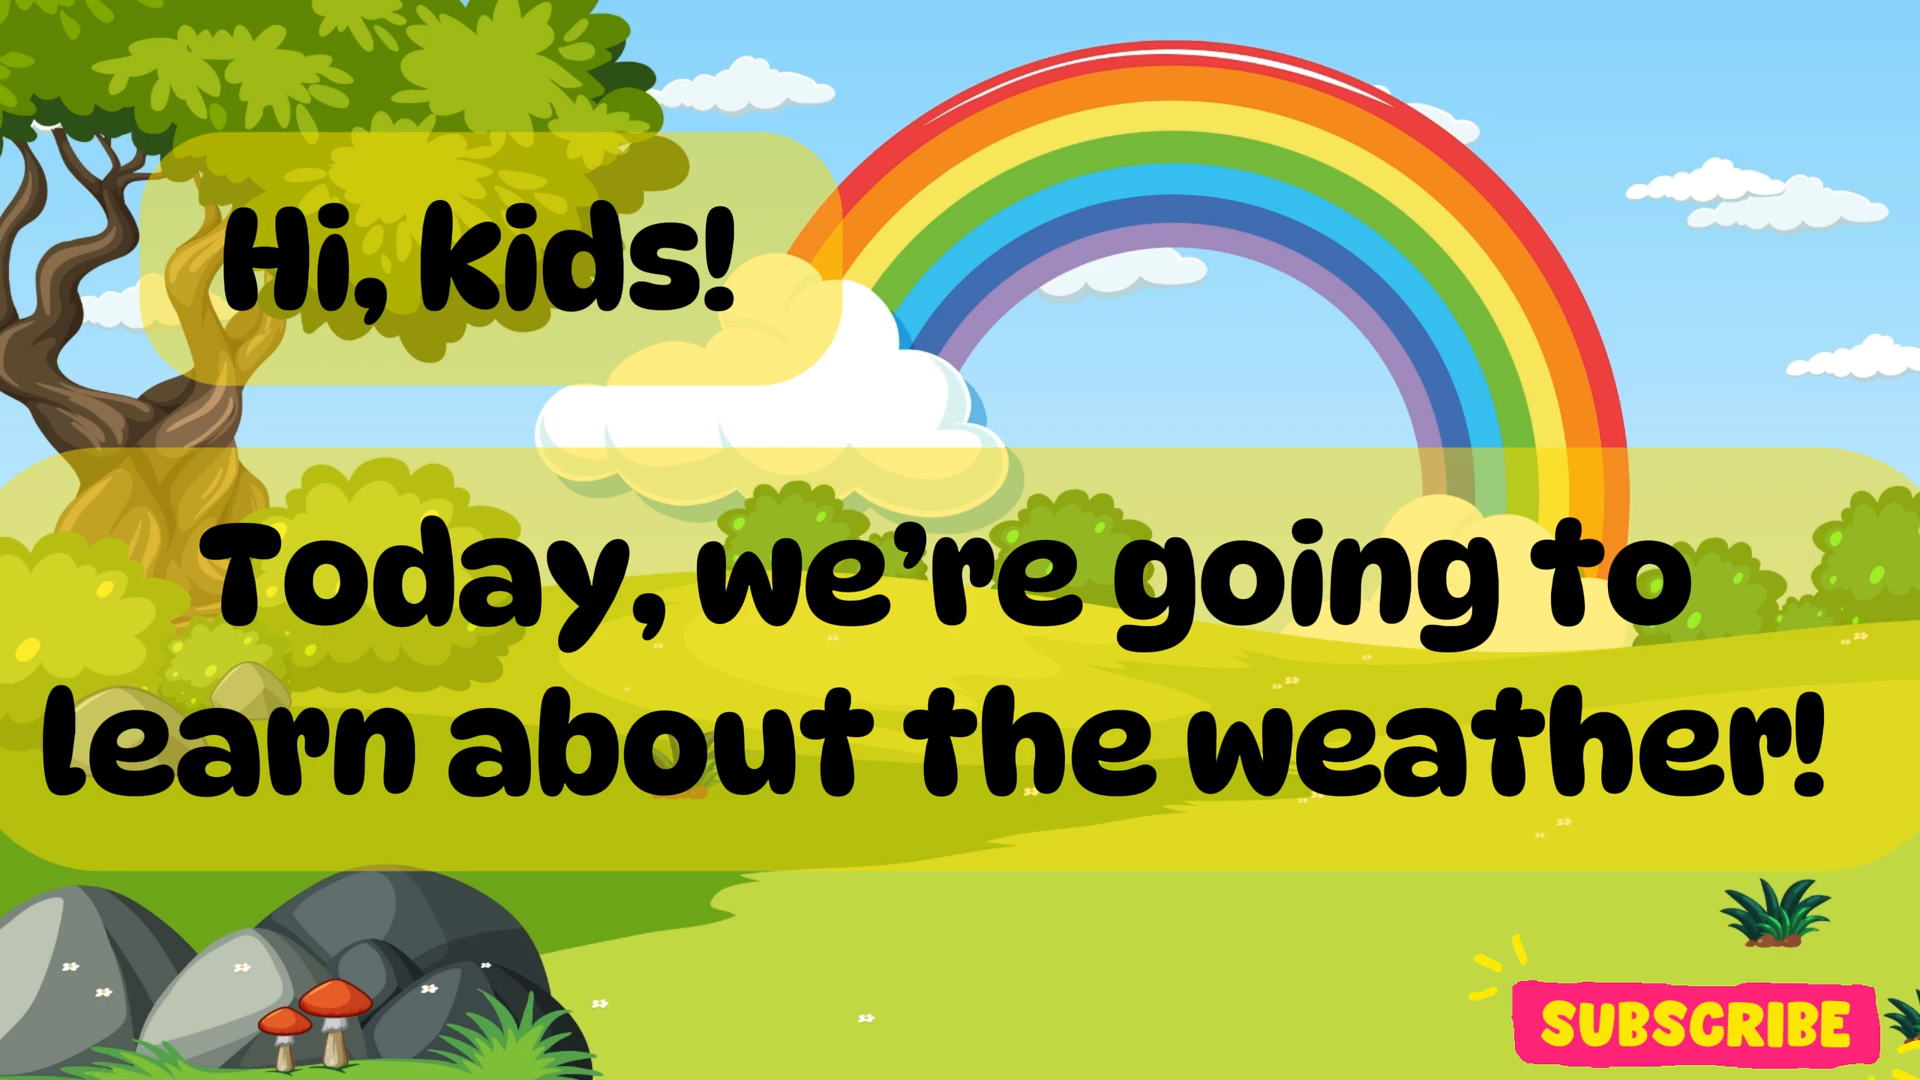 Hi, kids!
Today, we’re going to
learn about the weather!
SUBSCRIBE